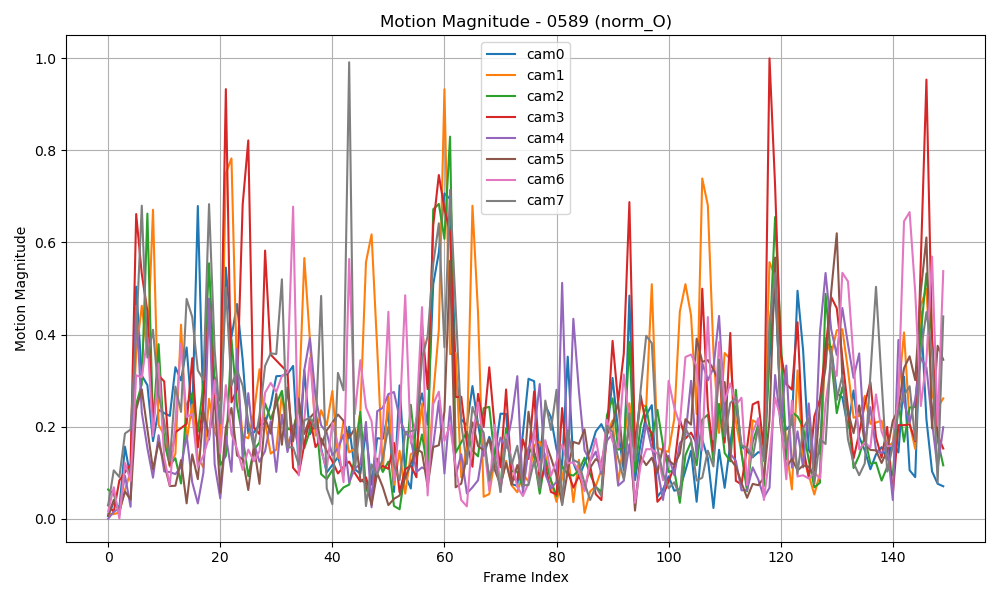 Motion Magnitude - 0589 (norm_O)
cam0
cam1
cam2
cam3
cam4
cam5
cam6
cam7
Motion Magnitude
1.0
0.8
0.6
0.4
0.2
0.0
0 20 40 60 80 100 120 140
Frame Index